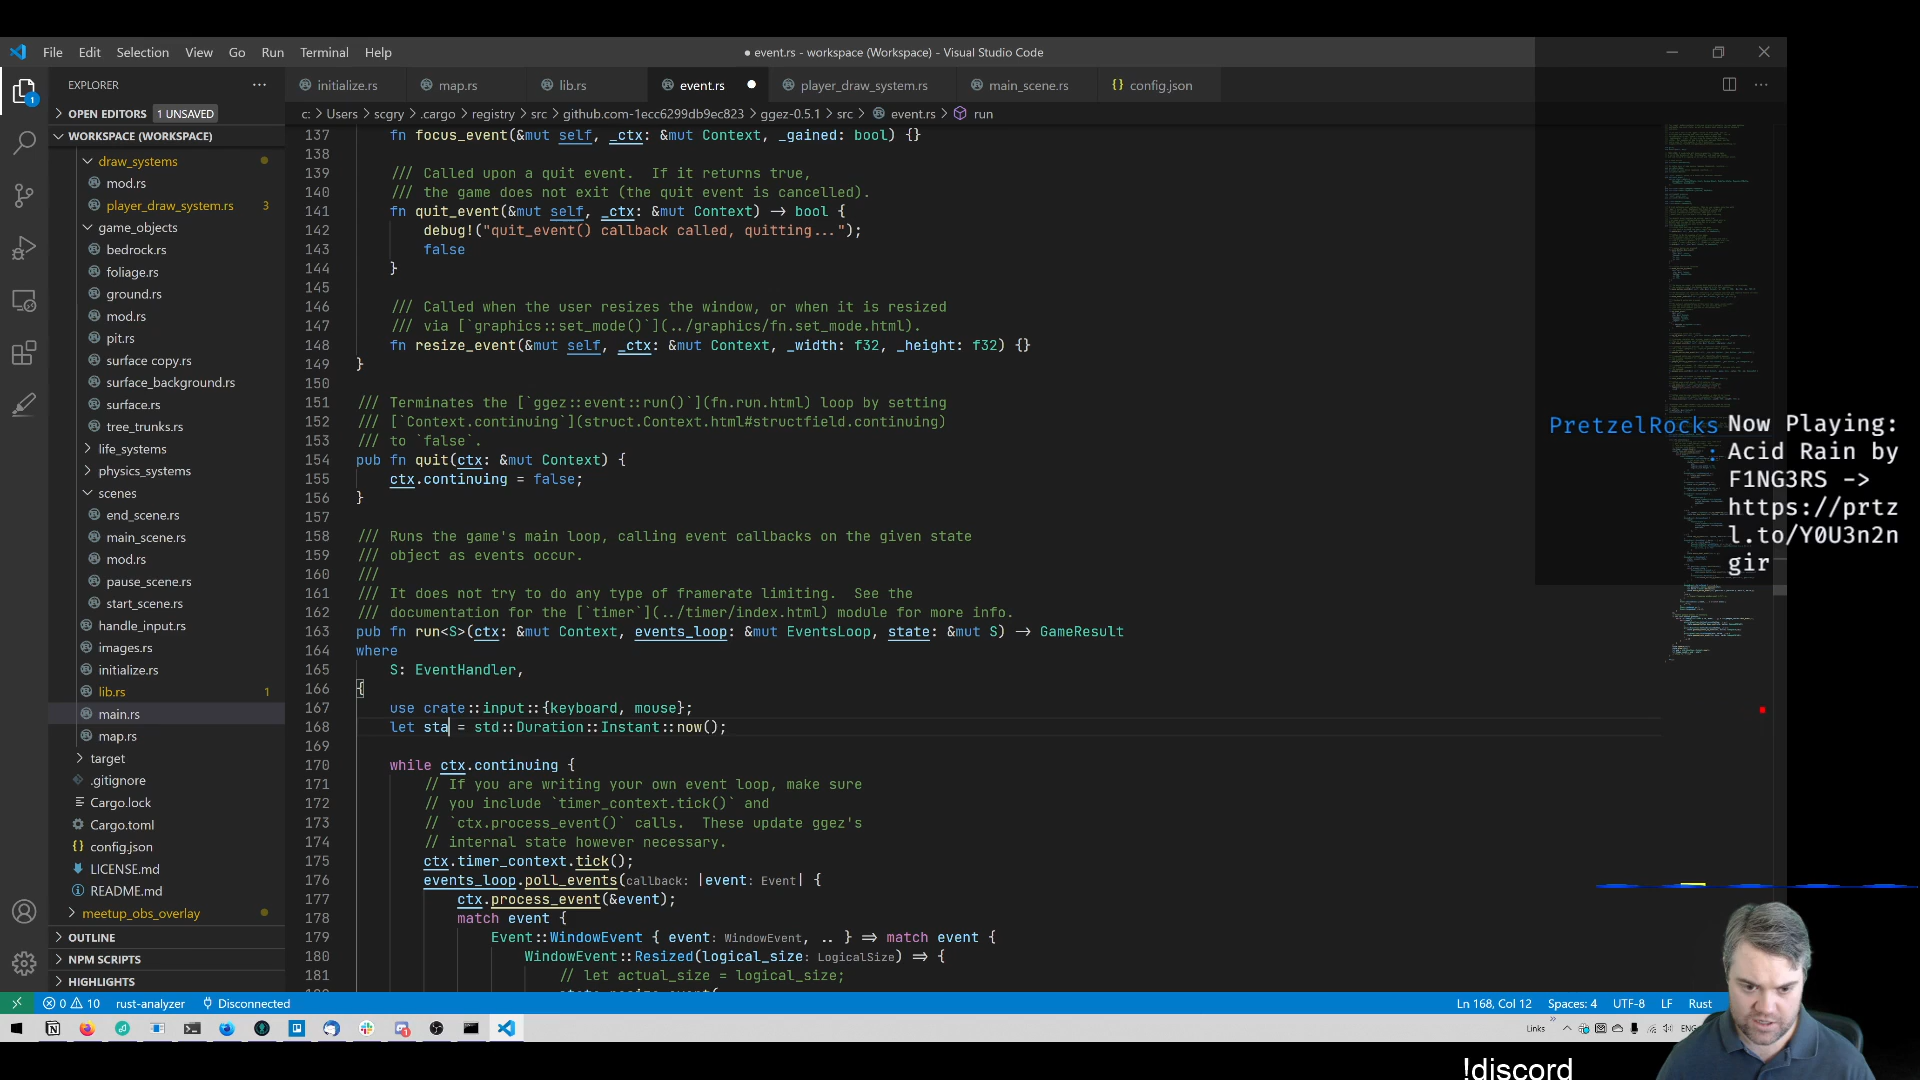 File Edit Selection View Go Run Terminal Help
● event.rs - workspace (Workspace) - Visual Studio Code
EXPLORER
initialize.rs map.rs lib.rs event.rs player_draw_system.rs main_scene.rs {} config.json
OPEN EDITORS 1 UNSAVED
c: > Users > scgry > .cargo > registry > src > github.com-1ecc6299db9ec823 > ggez-0.5.1 > src > event.rs > run
WORKSPACE (WORKSPACE)
draw_systems
mod.rs
player_draw_system.rs 3
game_objects
bedrock.rs
foliage.rs
ground.rs
mod.rs
pit.rs
surface copy.rs
surface_background.rs
surface.rs
tree_trunks.rs
life_systems
physics_systems
scenes
end_scene.rs
main_scene.rs
mod.rs
pause_scene.rs
start_scene.rs
handle_input.rs
images.rs
initialize.rs
lib.rs 1
main.rs
map.rs
target
.gitignore
Cargo.lock
Cargo.toml
{} config.json
LICENSE.md
README.md
meetup_obs_overlay
OUTLINE
NPM SCRIPTS
HIGHLIGHTS
137 fn focus_event(&mut self, _ctx: &mut Context, _gained: bool) {}
138
139 /// Called upon a quit event.  If it returns true,
140 /// the game does not exit (the quit event is cancelled).
141 fn quit_event(&mut self, _ctx: &mut Context) -> bool {
142 debug!("quit_event() callback called, quitting...");
143 false
144 }
145
146 /// Called when the user resizes the window, or when it is resized
147 /// via [`graphics::set_mode()`](../graphics/fn.set_mode.html).
148 fn resize_event(&mut self, _ctx: &mut Context, _width: f32, _height: f32) {}
149 }
150
151 /// Terminates the [`ggez::event::run()`](fn.run.html) loop by setting
152 /// [`Context.continuing`](struct.Context.html#structfield.continuing)
153 /// to `false`.
154 pub fn quit(ctx: &mut Context) {
155 ctx.continuing = false;
156 }
157
158 /// Runs the game's main loop, calling event callbacks on the given state
159 /// object as events occur.
160 ///
161 /// It does not try to do any type of framerate limiting.  See the
162 /// documentation for the [`timer`](../timer/index.html) module for more info.
163 pub fn run<S>(ctx: &mut Context, events_loop: &mut EventsLoop, state: &mut S) -> GameResult
164 where
165 S: EventHandler,
166 {
167 use crate::input::{keyboard, mouse};
168 let sta = std::Duration::Instant::now();
169
170 while ctx.continuing {
171 // If you are writing your own event loop, make sure
172 // you include `timer_context.tick()` and
173 // `ctx.process_event()` calls.  These update ggez's
174 // internal state however necessary.
175 ctx.timer_context.tick();
176 events_loop.poll_events(callback: |event: Event| {
177 ctx.process_event(&event);
178 match event {
179 Event::WindowEvent { event: WindowEvent, .. } => match event {
180 WindowEvent::Resized(logical_size: LogicalSize) => {
181 // let actual_size = logical_size;
PretzelRocks: Now Playing:
Acid Rain by
F1NG3RS ->
https://prtz
l.to/Y0U3n2n
gir
0 10 rust-analyzer Disconnected
Ln 168, Col 12 Spaces: 4 UTF-8 LF Rust
Links
ENG
!discord